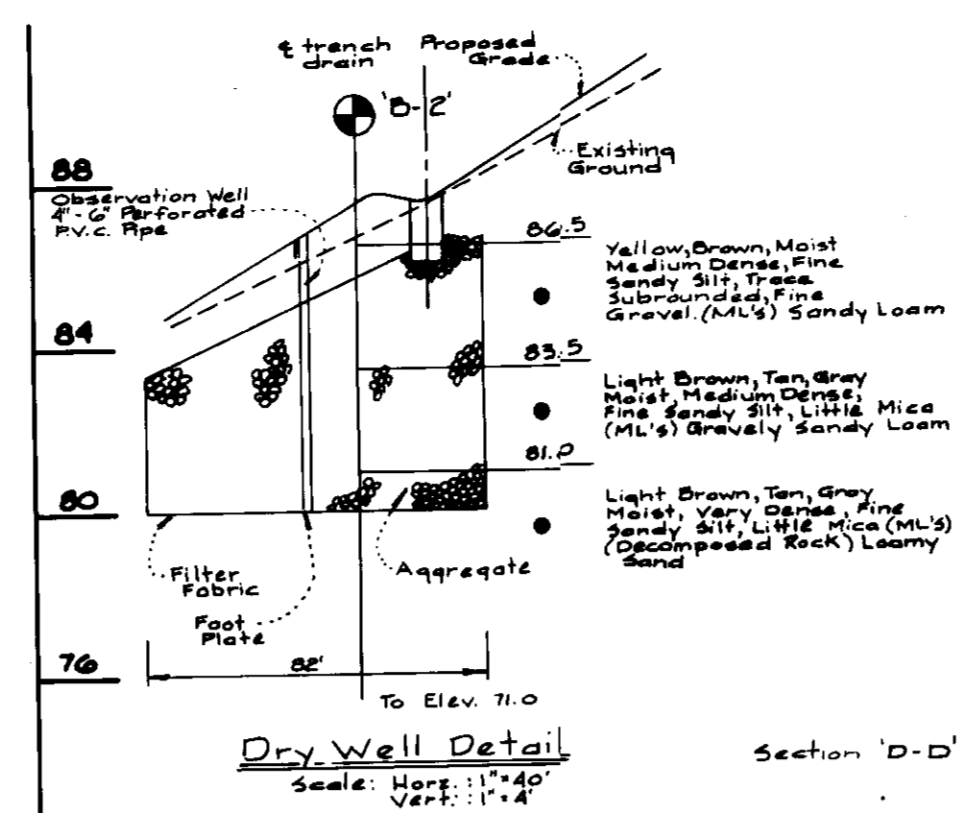 ℄ trench
drain
Proposed
Grade
'B-2'
Existing
Ground
88
Observation Well
4"-6" Perforated
P.V.C. Pipe
86.5
Yellow, Brown, Moist
Medium Dense, Fine
Sandy Silt, Trace
Subrounded, Fine
Gravel. (ML's) Sandy Loam
84
83.5
Light Brown, Tan, Gray
Moist, Medium Dense,
Fine Sandy Silt, Little Mica
(ML's) Gravely Sandy Loam
81.0
80
Light Brown, Tan, Gray
Moist, Very Dense, Fine
Sandy Silt, Little Mica (ML's)
(Decomposed Rock) Loamy
Sand
Filter
Fabric
Aggregate
Foot
Plate
76
82'
To Elev. 71.0
Dry Well Detail
Scale: Horz.: 1"=40'
Vert.: 1"=4'
Section 'D-D'